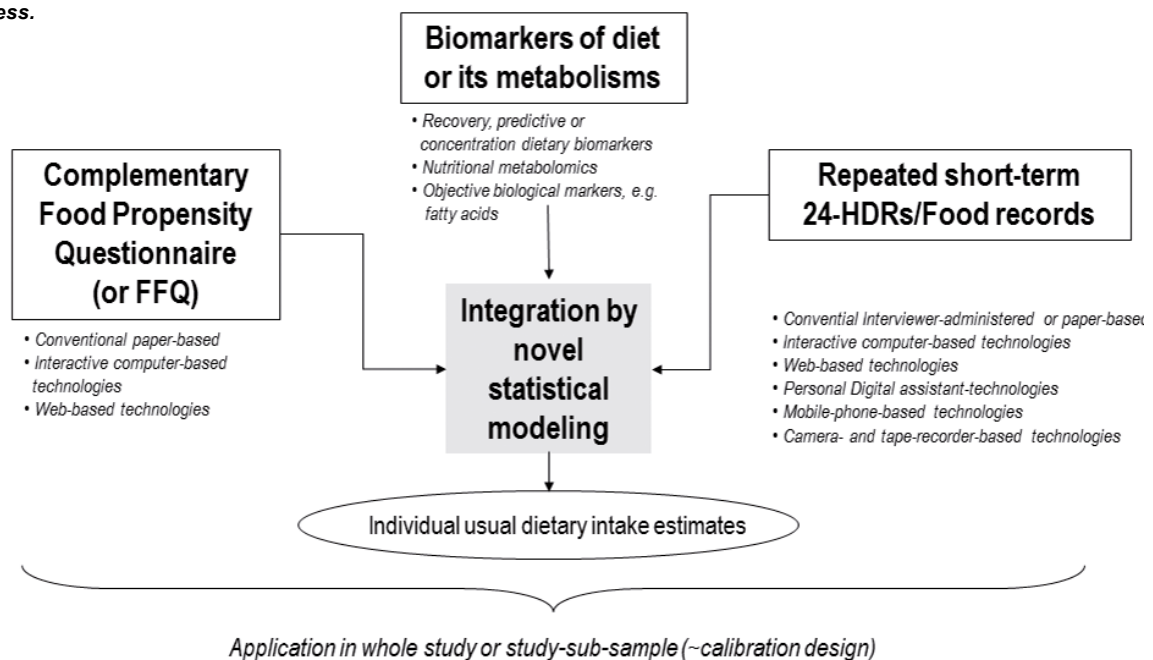 ess.
Biomarkers of diet
or its metabolisms
• Recovery, predictive or
concentration dietary biomarkers
• Nutritional metabolomics
• Objective biological markers, e.g.
fatty acids
Complementary
Food Propensity
Questionnaire
(or FFQ)
• Conventional paper-based
• Interactive computer-based
technologies
• Web-based technologies
Repeated short-term
24-HDRs/Food records
• Convential Interviewer-administered or paper-based
• Interactive computer-based technologies
• Web-based technologies
• Personal Digital assistant-technologies
• Mobile-phone-based technologies
• Camera- and tape-recorder-based technologies
Integration by
novel
statistical
modeling
Individual usual dietary intake estimates
Application in whole study or study-sub-sample (~calibration design)